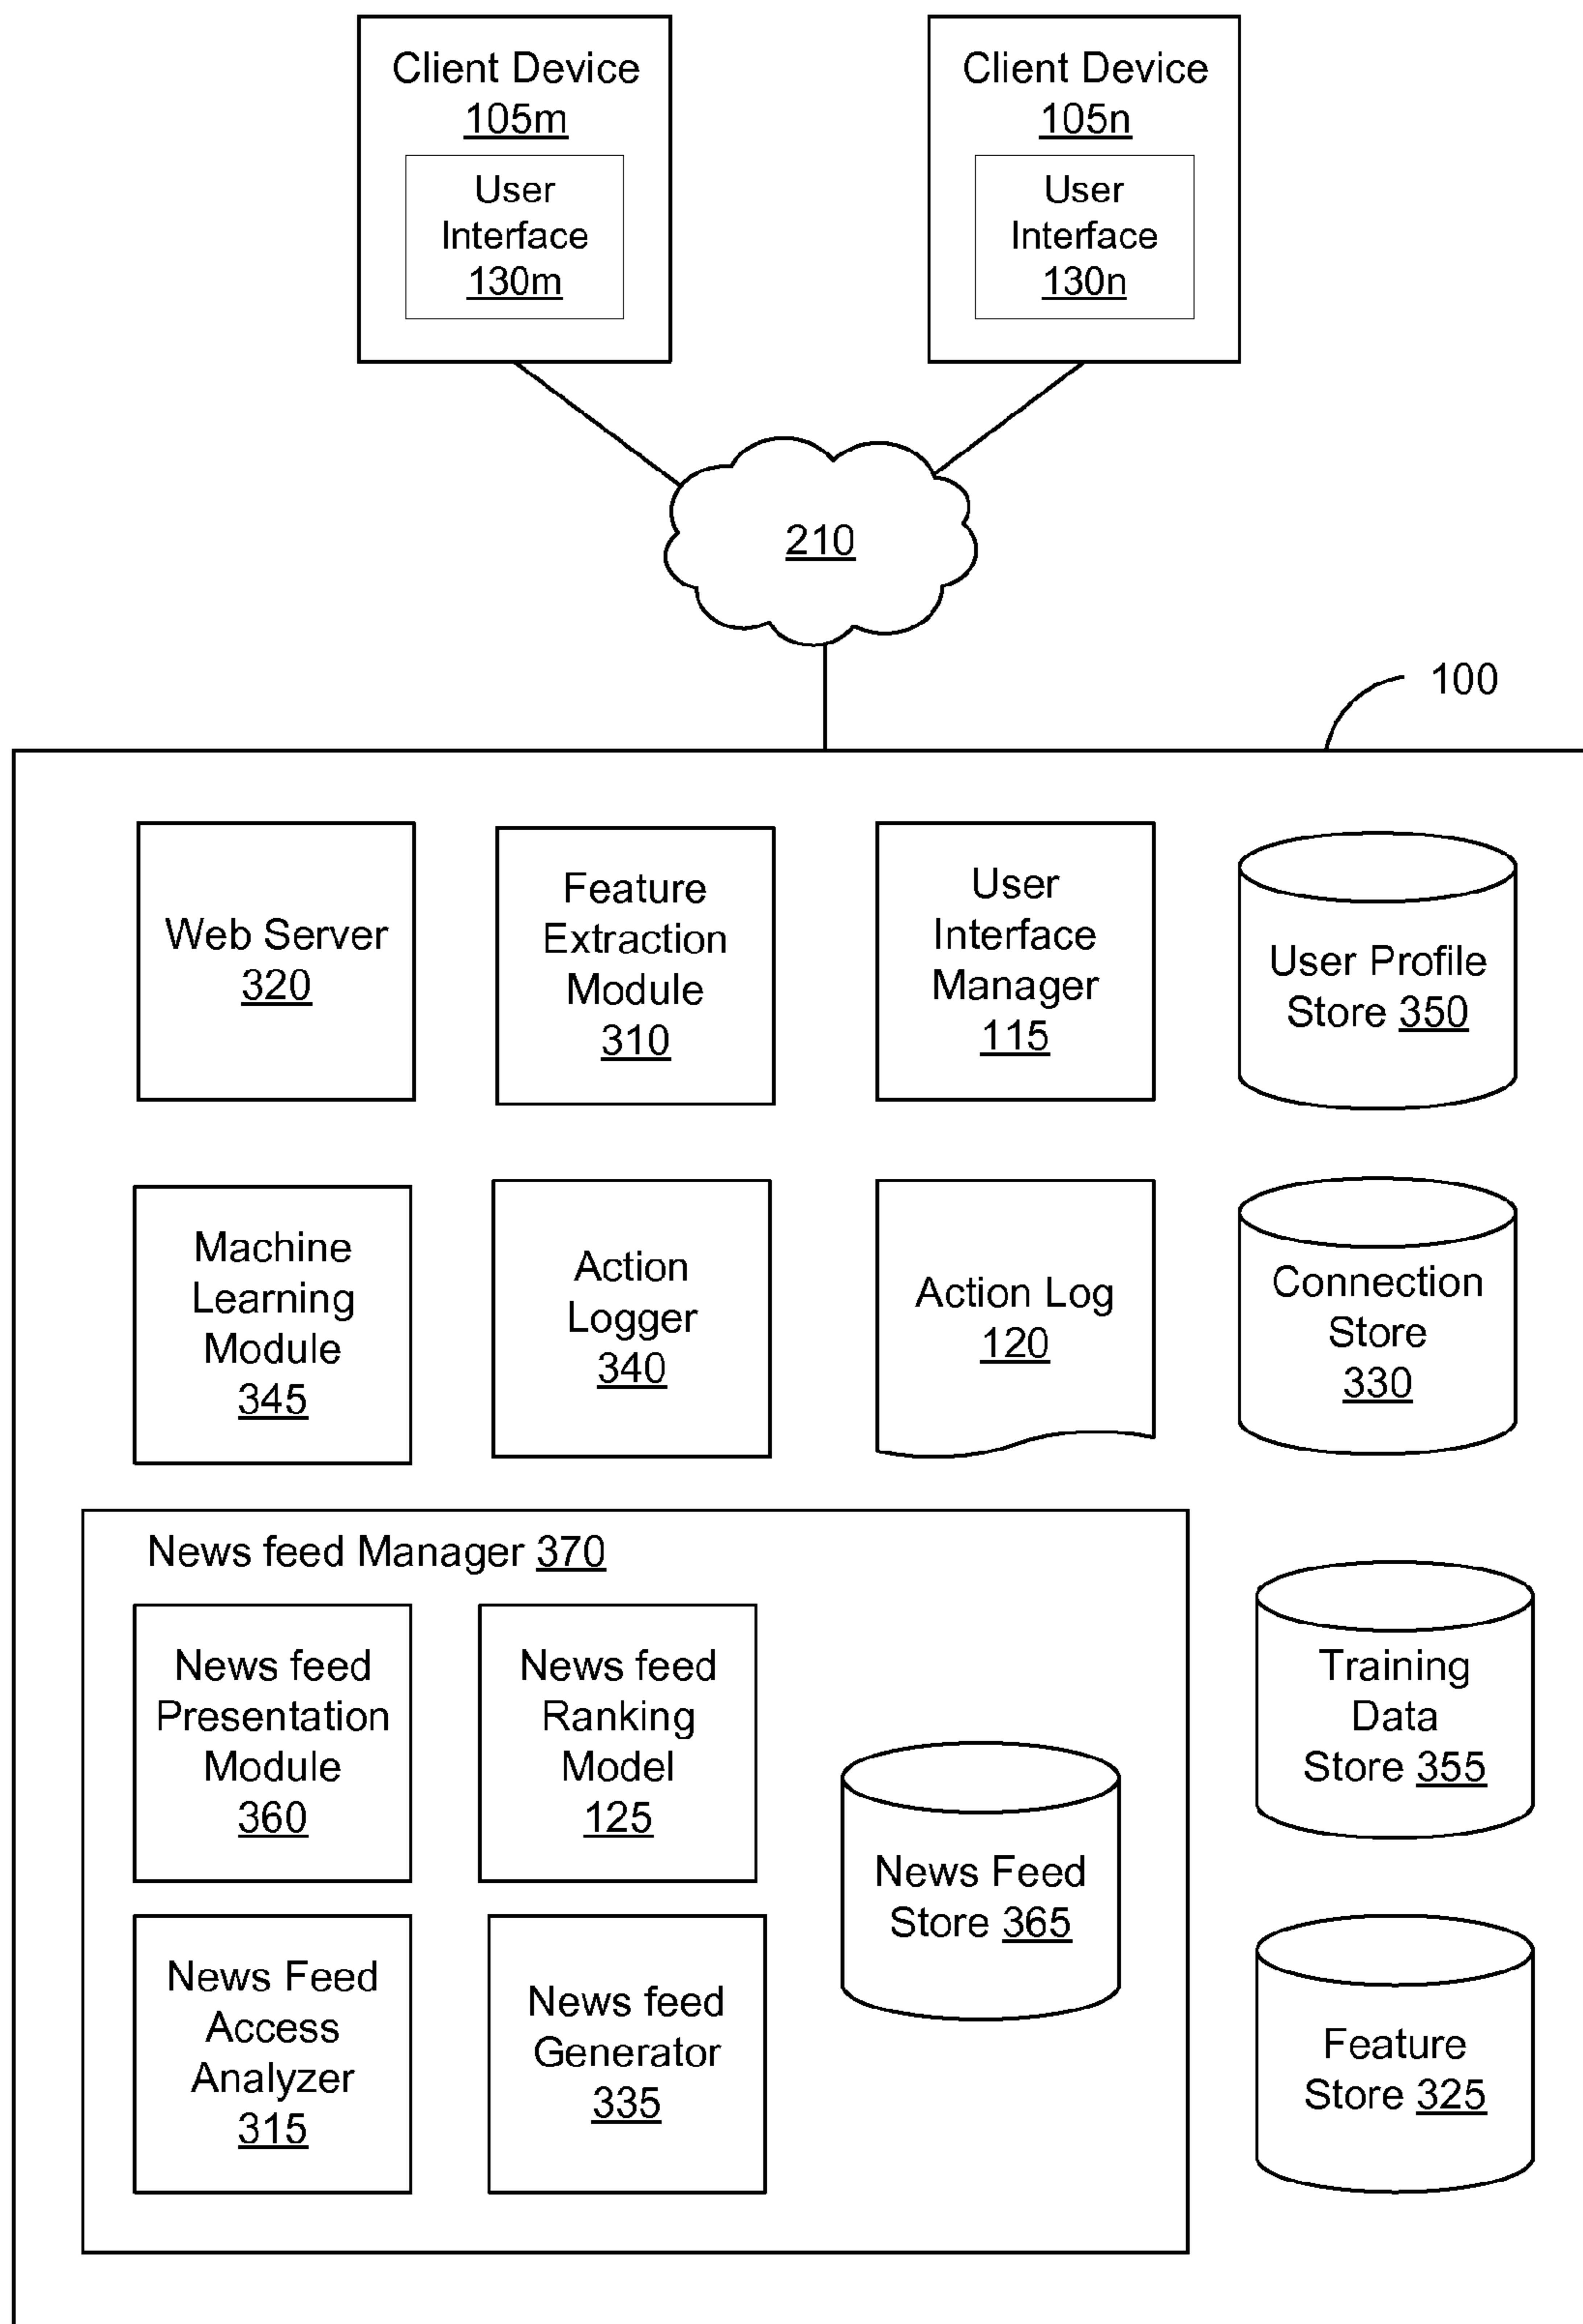 Client Device
105m
User
Interface
130m
Client Device
105n
User
Interface
130n
210
100
Web Server
320
Feature
Extraction
Module
310
User
Interface
Manager
115
User Profile
Store 350
Machine
Learning
Module
345
Action
Logger
340
Action Log
120
Connection
Store
330
News feed Manager 370
News feed
Presentation
Module
360
News feed
Ranking
Model
125
News Feed
Store 365
Training
Data
Store 355
News Feed
Access
Analyzer
315
News feed
Generator
335
Feature
Store 325